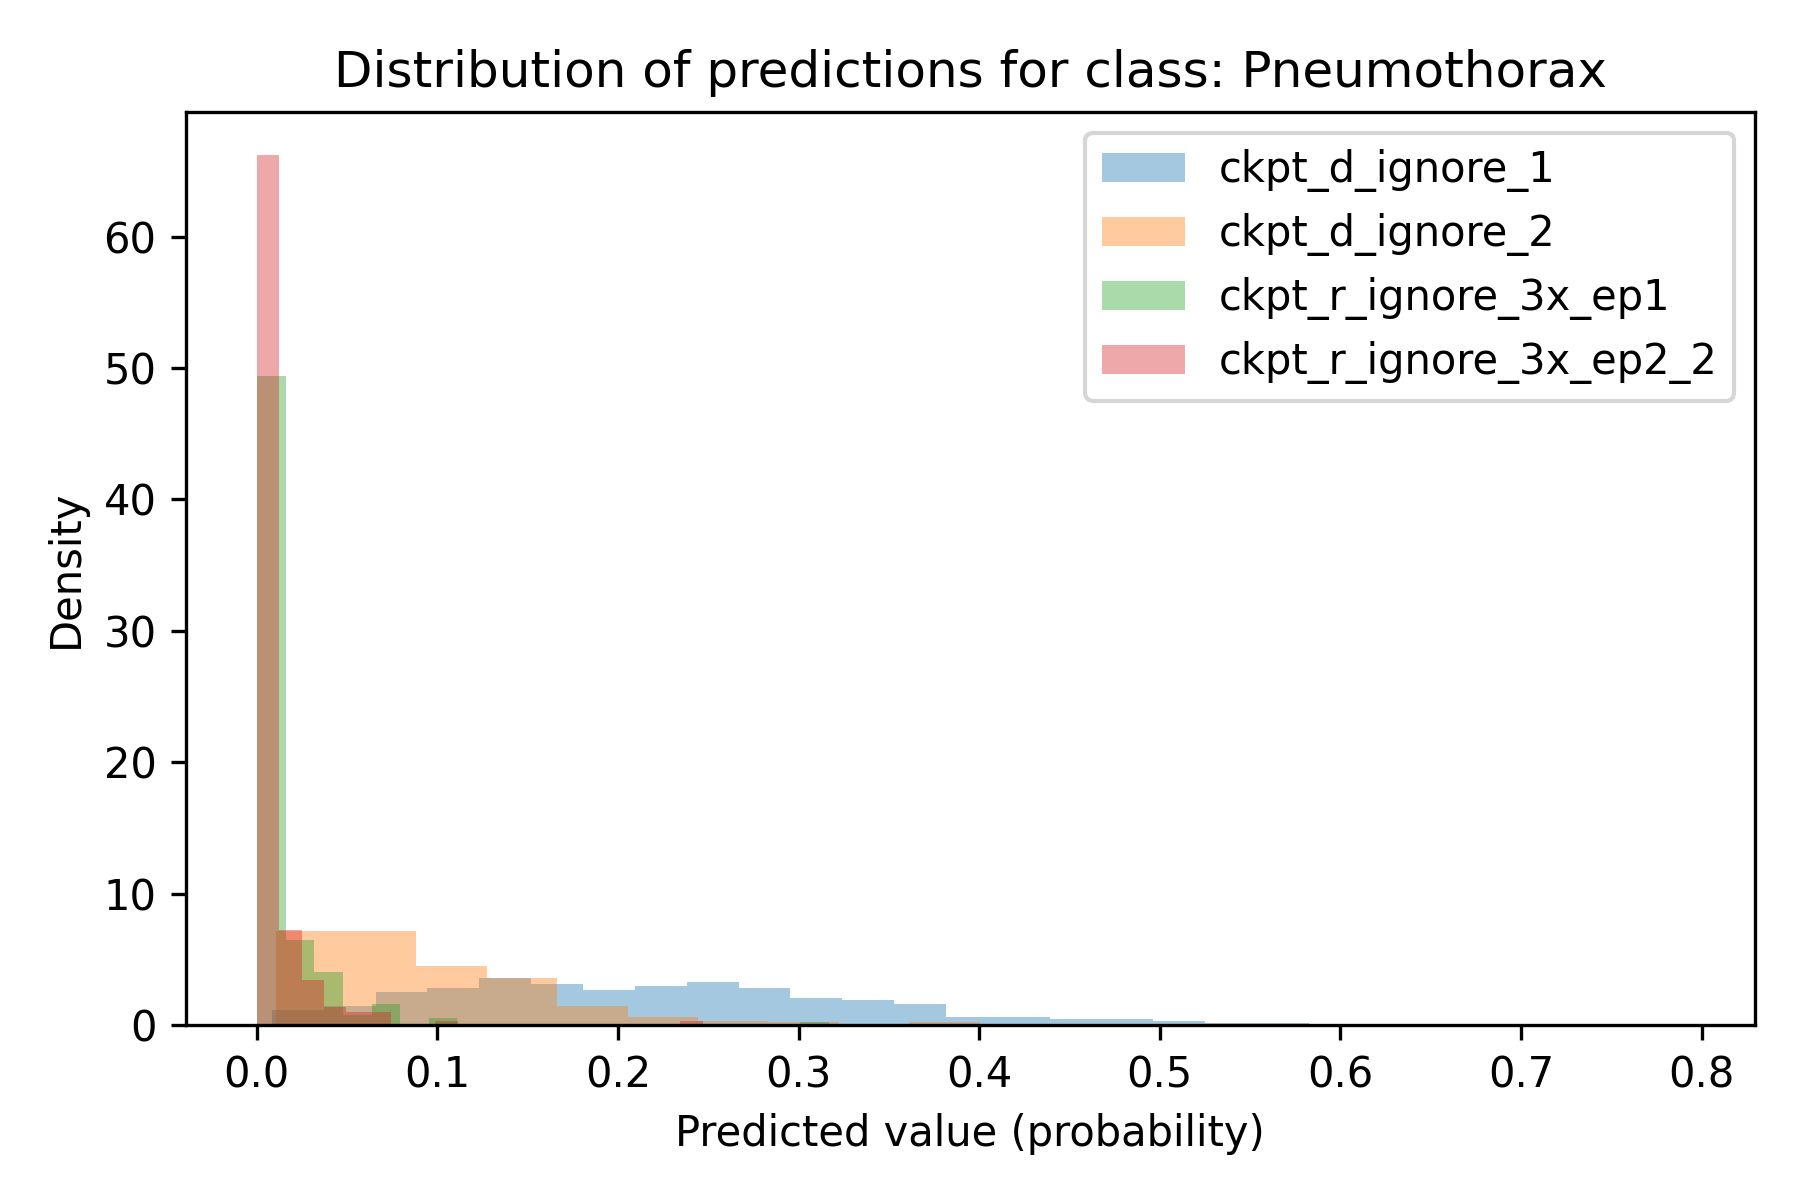 Distribution of predictions for class: Pneumothorax
ckpt_d_ignore_1
ckpt_d_ignore_2
ckpt_r_ignore_3x_ep1
ckpt_r_ignore_3x_ep2_2
60
50
40
30
20
10
0
Density
0.0 0.1 0.2 0.3 0.4 0.5 0.6 0.7 0.8
Predicted value (probability)